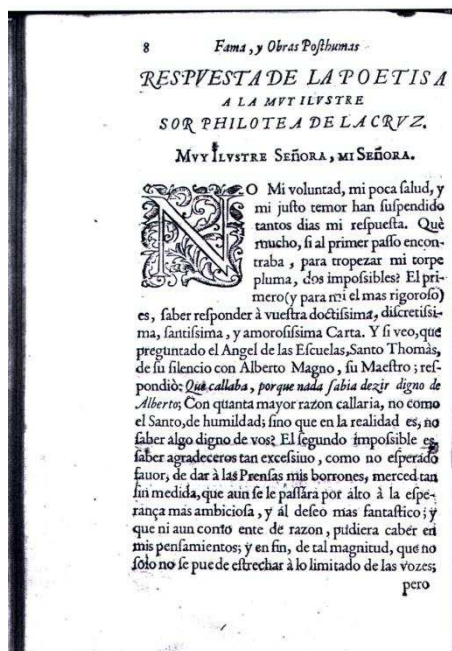 8 Fama, y Obras Posthumas
RESPVESTA DE LA POETISA
A LA MVY ILVSTRE
SOR PHILOTEA DE LA CRVZ.
MVY ILVSTRE SEÑORA, MI SEÑORA.
NO Mi voluntad, mi poca ſalud, y
mi juſto temor han ſuſpendido
tantos dias mi reſpueſta. Què
mucho, ſi al primer paſſo encon-
traba, para tropezar mi torpe
pluma, dos impoſsibles? El pri-
mero (y para mi el mas rigoroſo)
es, ſaber reſponder à vueſtra doctiſsima, diſcretiſsi-
ma, ſantiſsima, y amoroſiſsima Carta. Y ſi veo, que
preguntado el Angel de las Eſcuelas, Santo Thomàs,
de ſu ſilencio con Alberto Magno, ſu Maeſtro; reſ-
pondiò: Que callaba, porque nada ſabia dezir digno de
Alberto; Con quanta mayor razon callaria, no como
el Santo, de humildad; ſino que en la realidad es, no
ſaber algo digno de vos? El ſegundo impoſsible es,
ſaber agradeceros tan exceſsiuo, como no eſperado
fauor, de dar à las Prenſas mis borrones, merced tan
ſin medida, que aun ſe le paſſàra por alto à la eſpe-
rança mas ambicioſa, y al deſeo mas fantaſtico; y
que ni aun como ente de razon, pudiera caber en
mis penſamientos; y en fin, de tal magnitud, que no
ſolo no ſe puede eſtrechar à lo limitado de las vozes;
pero